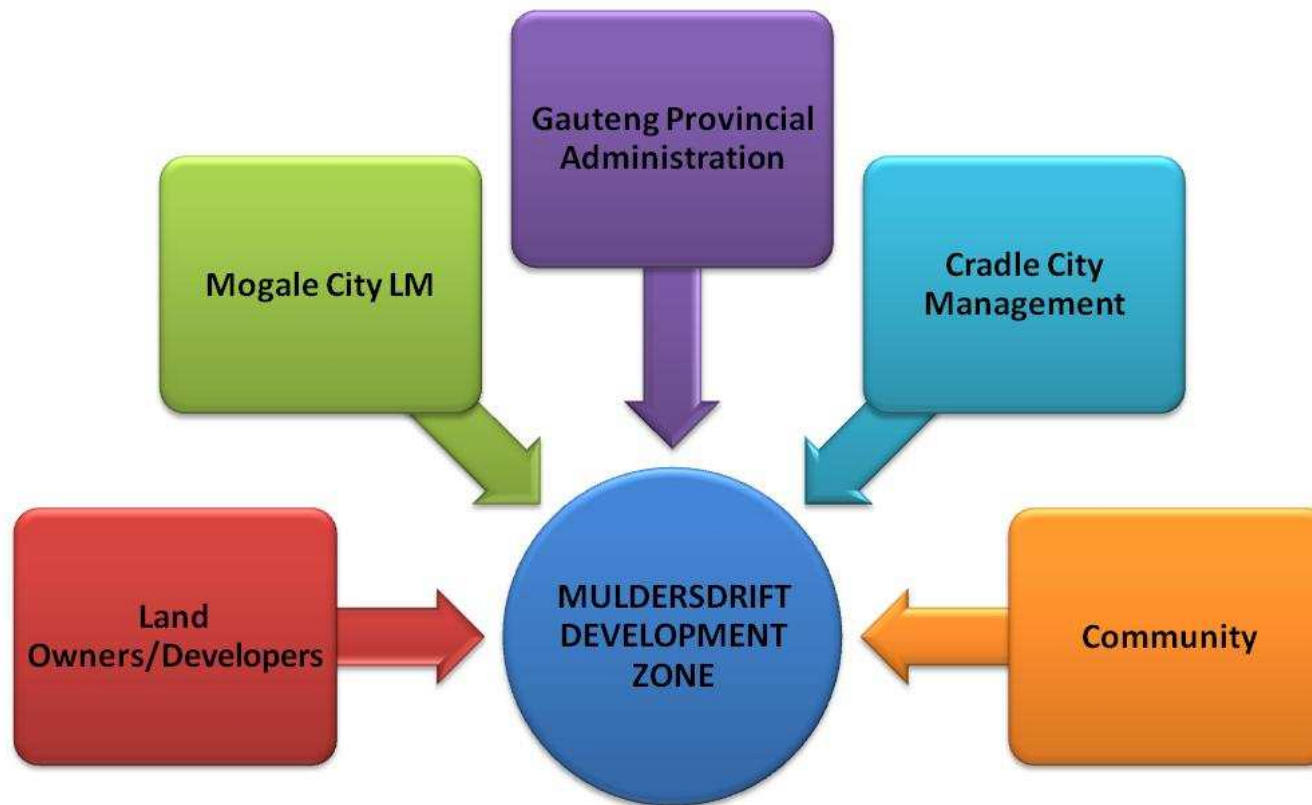 Gauteng Provincial
Administration
Mogale City LM
Cradle City
Management
Land
Owners/Developers
MULDERSDRIFT
DEVELOPMENT
ZONE
Community